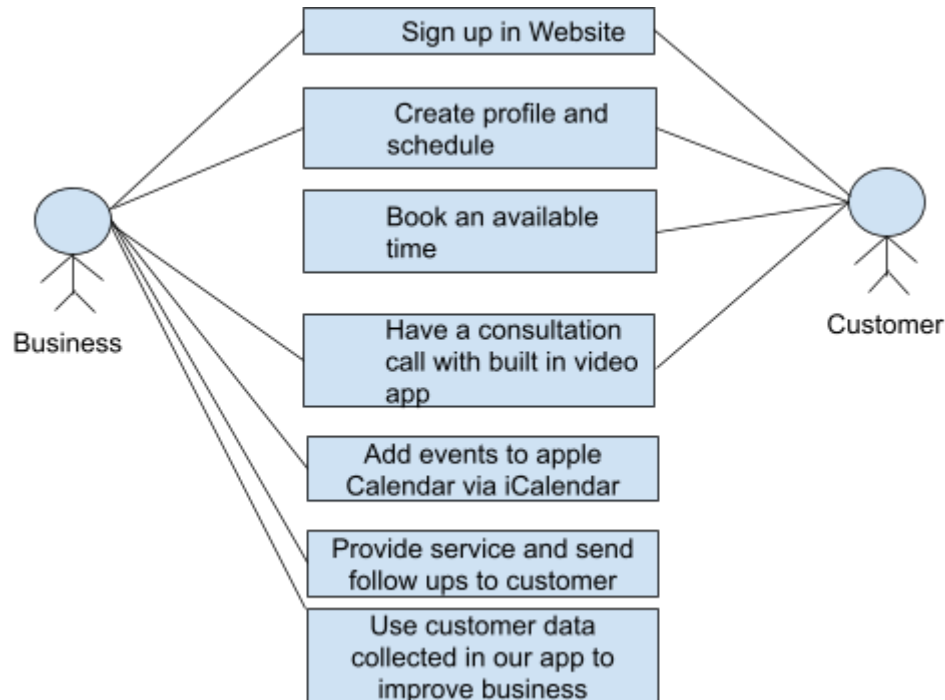 Sign up in Website
Create profile and
schedule
Book an available
time
Business
Customer
Have a consultation
call with built in video
app
Add events to apple
Calendar via iCalendar
Provide service and send
follow ups to customer
Use customer data
collected in our app to
improve business